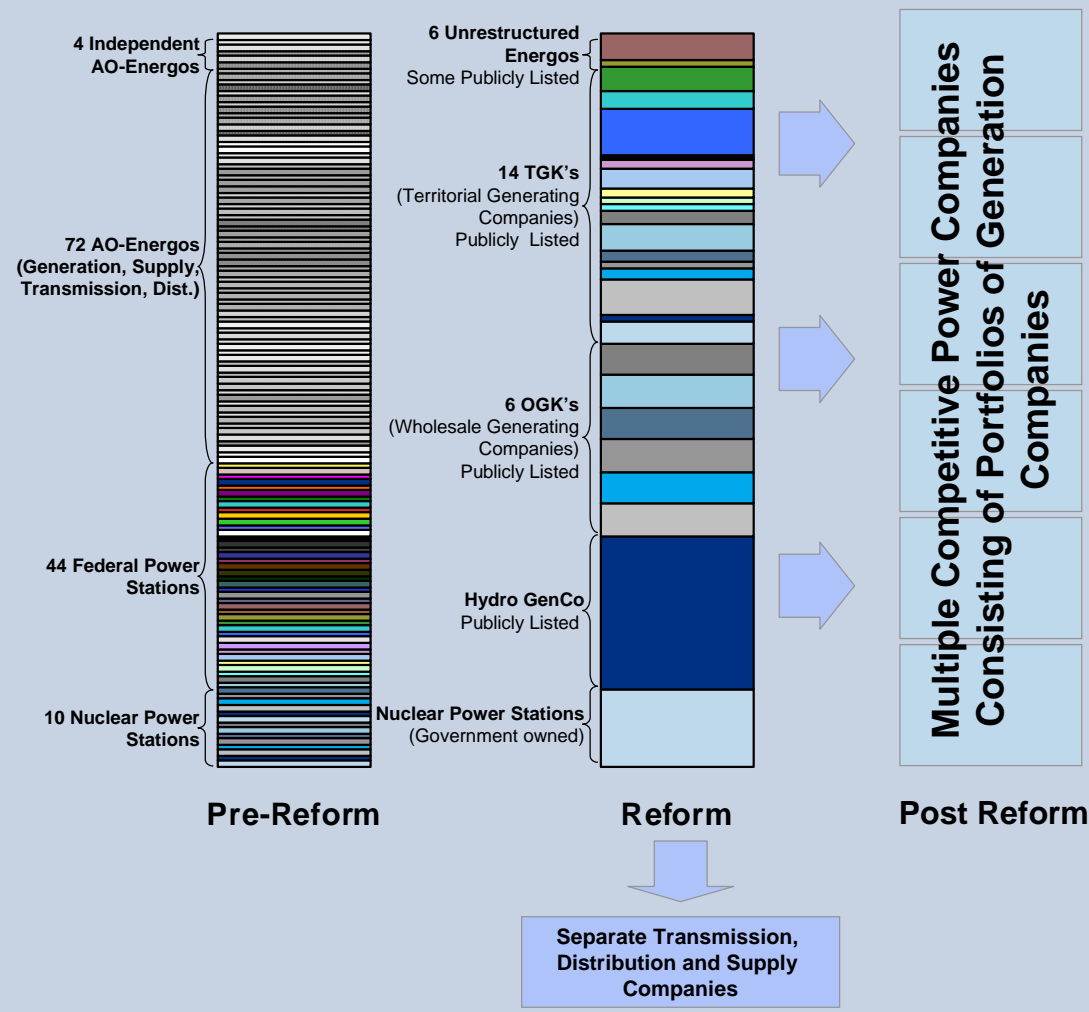 4 Independent
AO-Energos
72 AO-Energos
(Generation, Supply,
Transmission, Dist.)
44 Federal Power
Stations
10 Nuclear Power
Stations
Pre-Reform
6 Unrestructured
Energos
Some Publicly Listed
14 TGK's
(Territorial Generating
Companies)
Publicly Listed
6 OGK's
(Wholesale Generating
Companies)
Publicly Listed
Hydro GenCo
Publicly Listed
Nuclear Power Stations
(Government owned)
Reform
Separate Transmission,
Distribution and Supply
Companies
Multiple Competitive Power Companies
Consisting of Portfolios of Generation
Companies
Post Reform